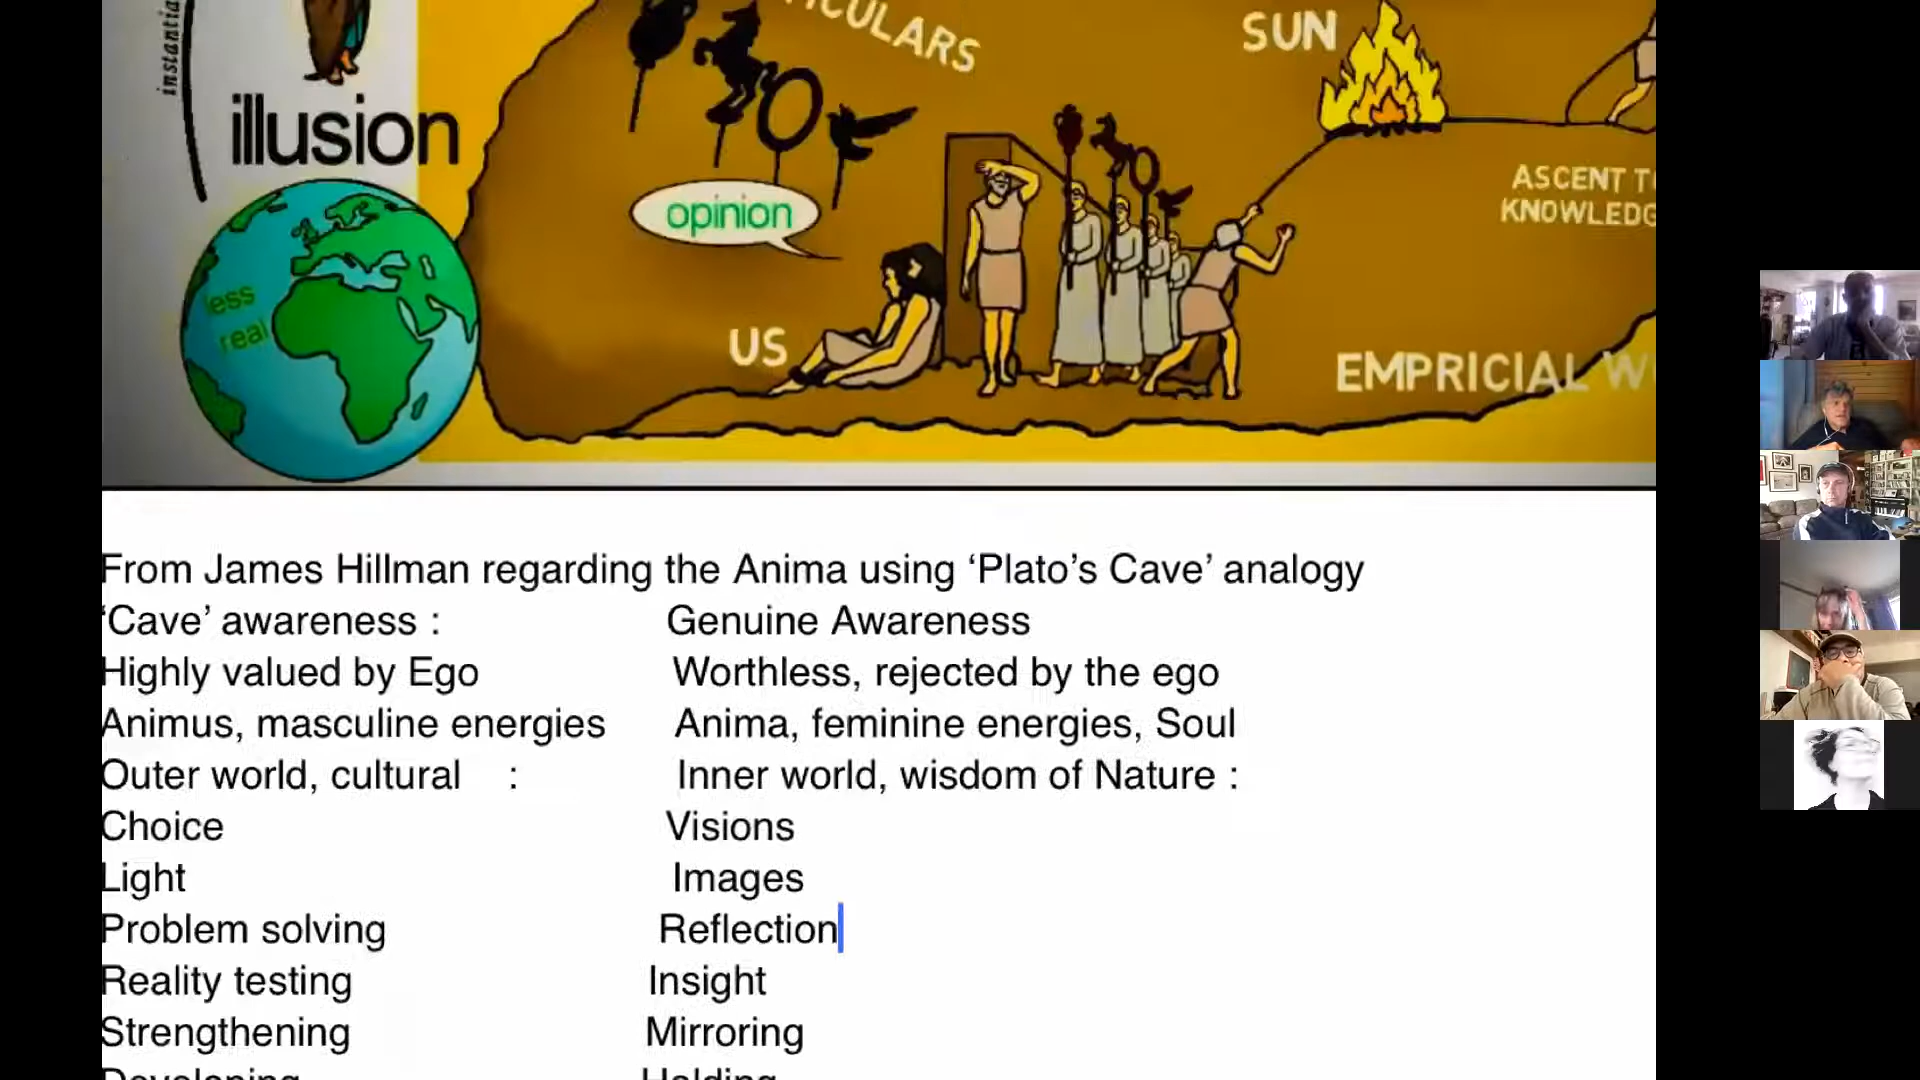 instantia
ICULARS
SUN
illusion
ASCENT T
KNOWLEDG
opinion
less
real
US
EMPRICIAL W
From James Hillman regarding the Anima using ‘Plato’s Cave’ analogy
‘Cave’ awareness : Genuine Awareness
Highly valued by Ego Worthless, rejected by the ego
Animus, masculine energies Anima, feminine energies, Soul
Outer world, cultural : Inner world, wisdom of Nature :
Choice Visions
Light Images
Problem solving Reflection
Reality testing Insight
Strengthening Mirroring
Developing Holding